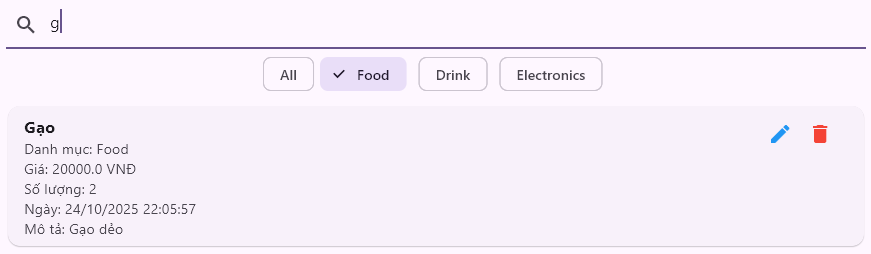 g
All Food Drink Electronics
Gạo
Danh mục: Food
Giá: 20000.0 VNĐ
Số lượng: 2
Ngày: 24/10/2025 22:05:57
Mô tả: Gạo dẻo